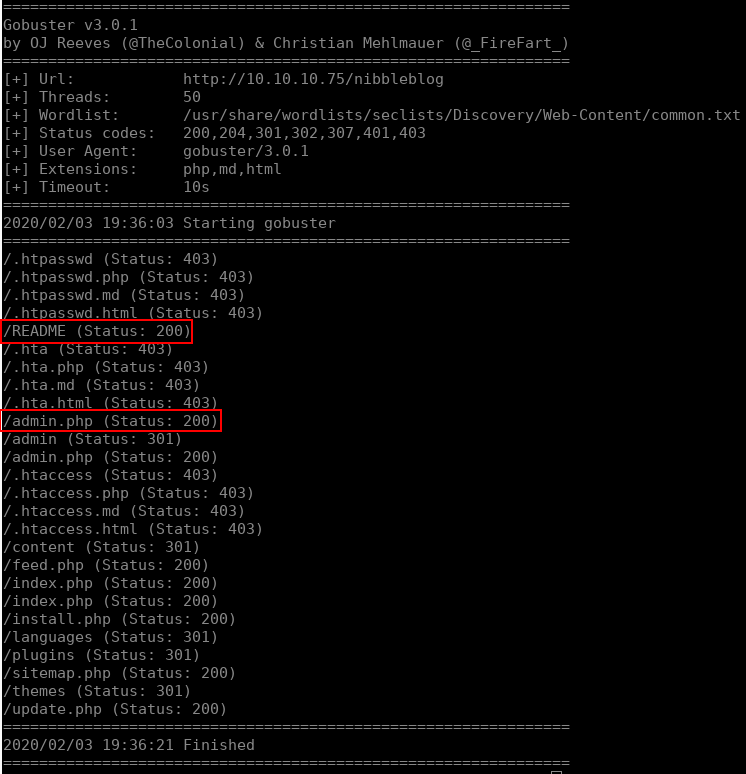 ===============================================================
Gobuster v3.0.1
by OJ Reeves (@TheColonial) & Christian Mehlmauer (@_FireFart_)
===============================================================
[+] Url:            http://10.10.10.75/nibbleblog
[+] Threads:        50
[+] Wordlist:       /usr/share/wordlists/seclists/Discovery/Web-Content/common.txt
[+] Status codes:   200,204,301,302,307,401,403
[+] User Agent:     gobuster/3.0.1
[+] Extensions:     php,md,html
[+] Timeout:        10s
===============================================================
2020/02/03 19:36:03 Starting gobuster
===============================================================
/.htpasswd (Status: 403)
/.htpasswd.php (Status: 403)
/.htpasswd.md (Status: 403)
/.htpasswd.html (Status: 403)
/README (Status: 200)
/.hta (Status: 403)
/.hta.php (Status: 403)
/.hta.md (Status: 403)
/.hta.html (Status: 403)
/admin.php (Status: 200)
/admin (Status: 301)
/admin.php (Status: 200)
/.htaccess (Status: 403)
/.htaccess.php (Status: 403)
/.htaccess.md (Status: 403)
/.htaccess.html (Status: 403)
/content (Status: 301)
/feed.php (Status: 200)
/index.php (Status: 200)
/index.php (Status: 200)
/install.php (Status: 200)
/languages (Status: 301)
/plugins (Status: 301)
/sitemap.php (Status: 200)
/themes (Status: 301)
/update.php (Status: 200)
===============================================================
2020/02/03 19:36:21 Finished
===============================================================